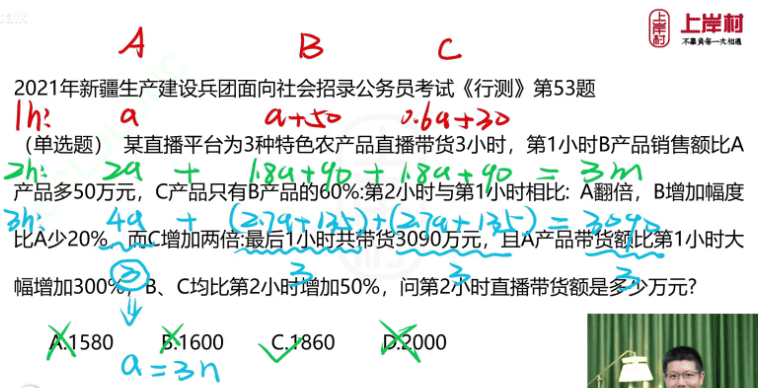 上岸村
上岸村
不辜负每一次相遇
A B C
2021年新疆生产建设兵团面向社会招录公务员考试《行测》第53题
1h: a a+50 0.6a+30
（单选题） 某直播平台为3种特色农产品直播带货3小时，第1小时B产品销售额比A
2h: 2a + 1.8a+90 + 1.8a+90 = 3m
产品多50万元，C产品只有B产品的60%:第2小时与第1小时相比: A翻倍，B增加幅度
3h: 4a + (2.7a+135)+(2.7a+135) = 3090
比A少20%，而C增加两倍:最后1小时共带货3090万元，且A产品带货额比第1小时大
3 3 3 3
幅增加300%，B、C均比第2小时增加50%，问第2小时直播带货额是多少万元?
A.1580 B.1600 C.1860 D.2000
a=3n